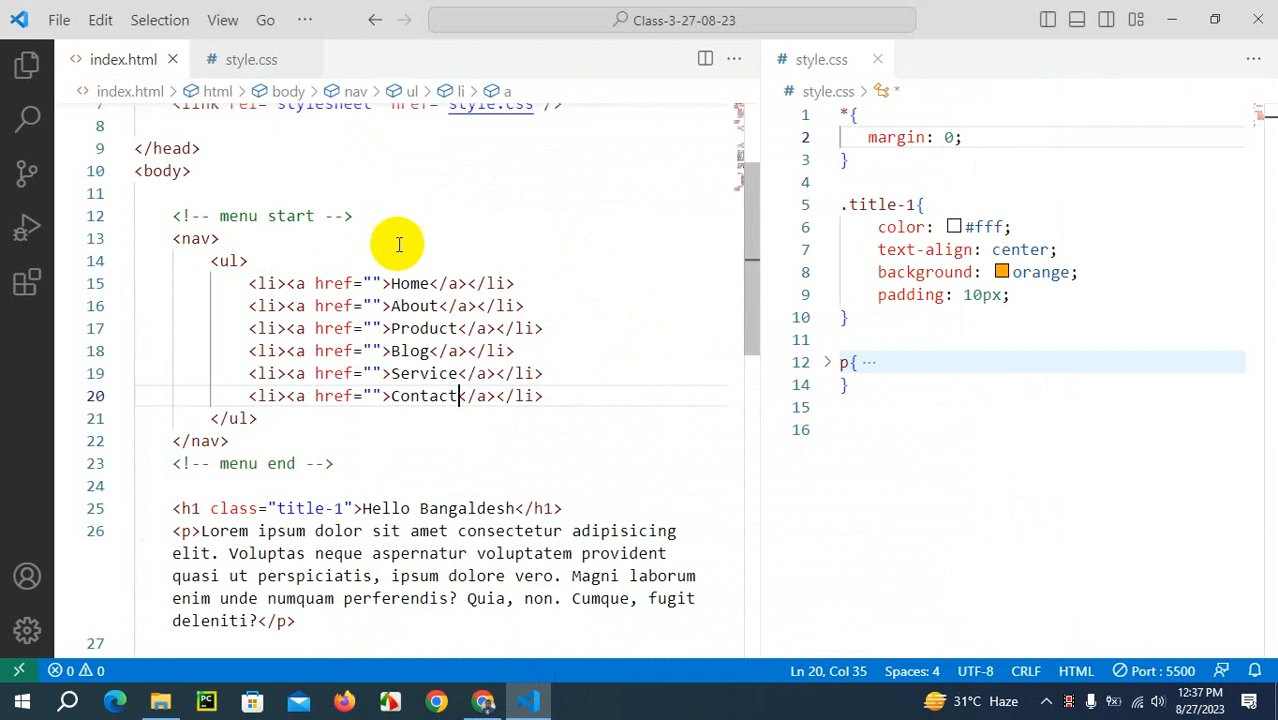 File Edit Selection View Go ··· Class-3-27-08-23
index.html style.css
index.html > html > body > nav > ul > li > a
7 <link rel="stylesheet" href="style.css"/>
8
9 </head>
10 <body>
11
12 <!-- menu start -->
13 <nav>
14 <ul>
15 <li><a href="">Home</a></li>
16 <li><a href="">About</a></li>
17 <li><a href="">Product</a></li>
18 <li><a href="">Blog</a></li>
19 <li><a href="">Service</a></li>
20 <li><a href="">Contact</a></li>
21 </ul>
22 </nav>
23 <!-- menu end -->
24
25 <h1 class="title-1">Hello Bangaldesh</h1>
26 <p>Lorem ipsum dolor sit amet consectetur adipisicing
elit. Voluptas neque aspernatur voluptatem provident
quasi ut perspiciatis, ipsum dolore vero. Magni laborum
enim unde numquam perferendis? Quia, non. Cumque, fugit
deleniti?</p>
27
style.css
style.css > *
1 *{
2 margin: 0;
3 }
4
5 .title-1{
6 color: #fff;
7 text-align: center;
8 background: orange;
9 padding: 10px;
10 }
11
12 p{ ···
14 }
15
16
0 0 Ln 20, Col 35 Spaces: 4 UTF-8 CRLF HTML Port : 5500
31°C Haze 12:37 PM
8/27/2023